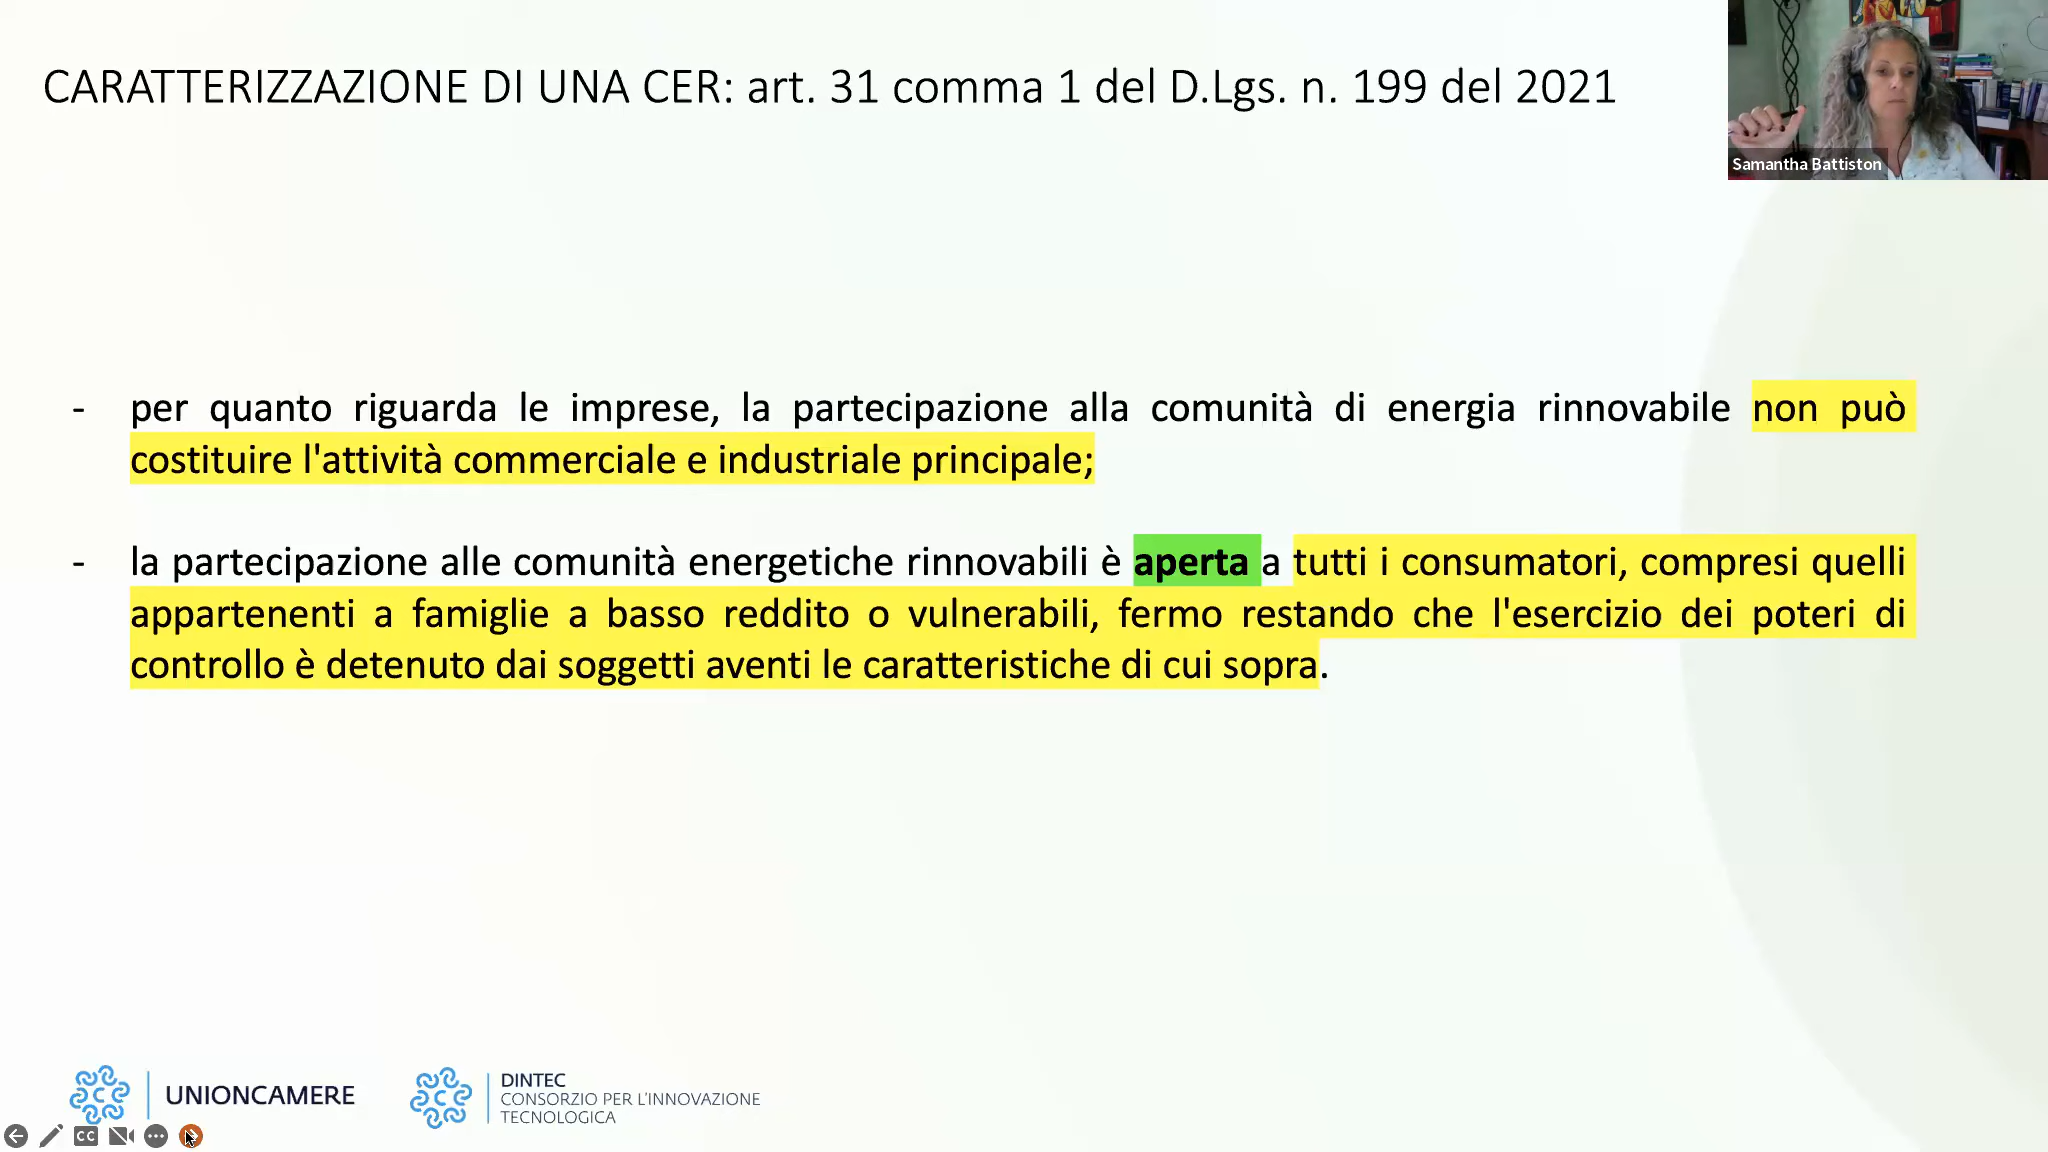 CARATTERIZZAZIONE DI UNA CER: art. 31 comma 1 del D.Lgs. n. 199 del 2021
Samantha Battiston
- per quanto riguarda le imprese, la partecipazione alla comunità di energia rinnovabile non può
costituire l'attività commerciale e industriale principale;
- la partecipazione alle comunità energetiche rinnovabili è aperta a tutti i consumatori, compresi quelli
appartenenti a famiglie a basso reddito o vulnerabili, fermo restando che l'esercizio dei poteri di
controllo è detenuto dai soggetti aventi le caratteristiche di cui sopra.
UNIONCAMERE
DINTEC
CONSORZIO PER L'INNOVAZIONE
TECNOLOGICA
CC